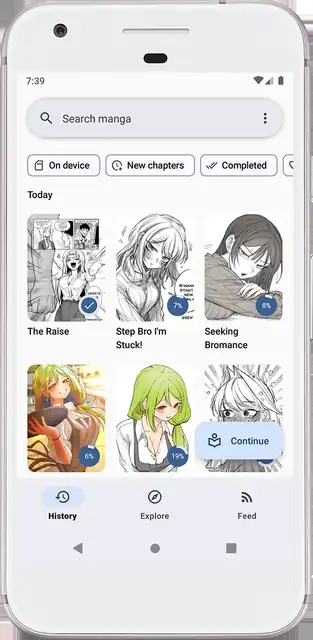 7:39
Search manga
On device
New chapters
Completed
Today
7%
8%
The Raise
Step Bro I'm
Stuck!
Seeking
Bromance
6%
19%
Continue
History
Explore
Feed